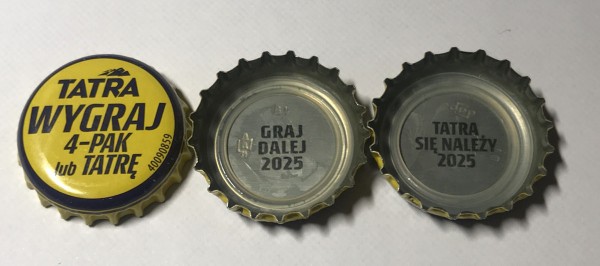 TATRA
WYGRAJ
4-PAK
lub TATRĘ
40090859
GRAJ
DALEJ
2025
TATRA
SIĘ NALEŻY
2025